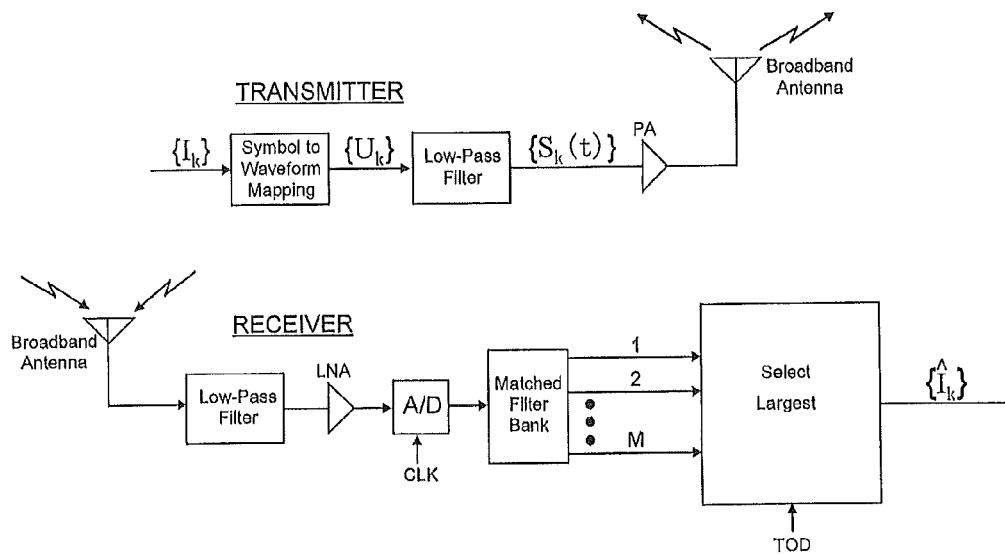 TRANSMITTER
{I_k}
Symbol to
Waveform
Mapping
{U_k}
Low-Pass
Filter
{S_k(t)}
PA
Broadband
Antenna
RECEIVER
Broadband
Antenna
Low-Pass
Filter
LNA
A/D
CLK
Matched
Filter
Bank
1
2
M
Select
Largest
TOD
{Î_k}